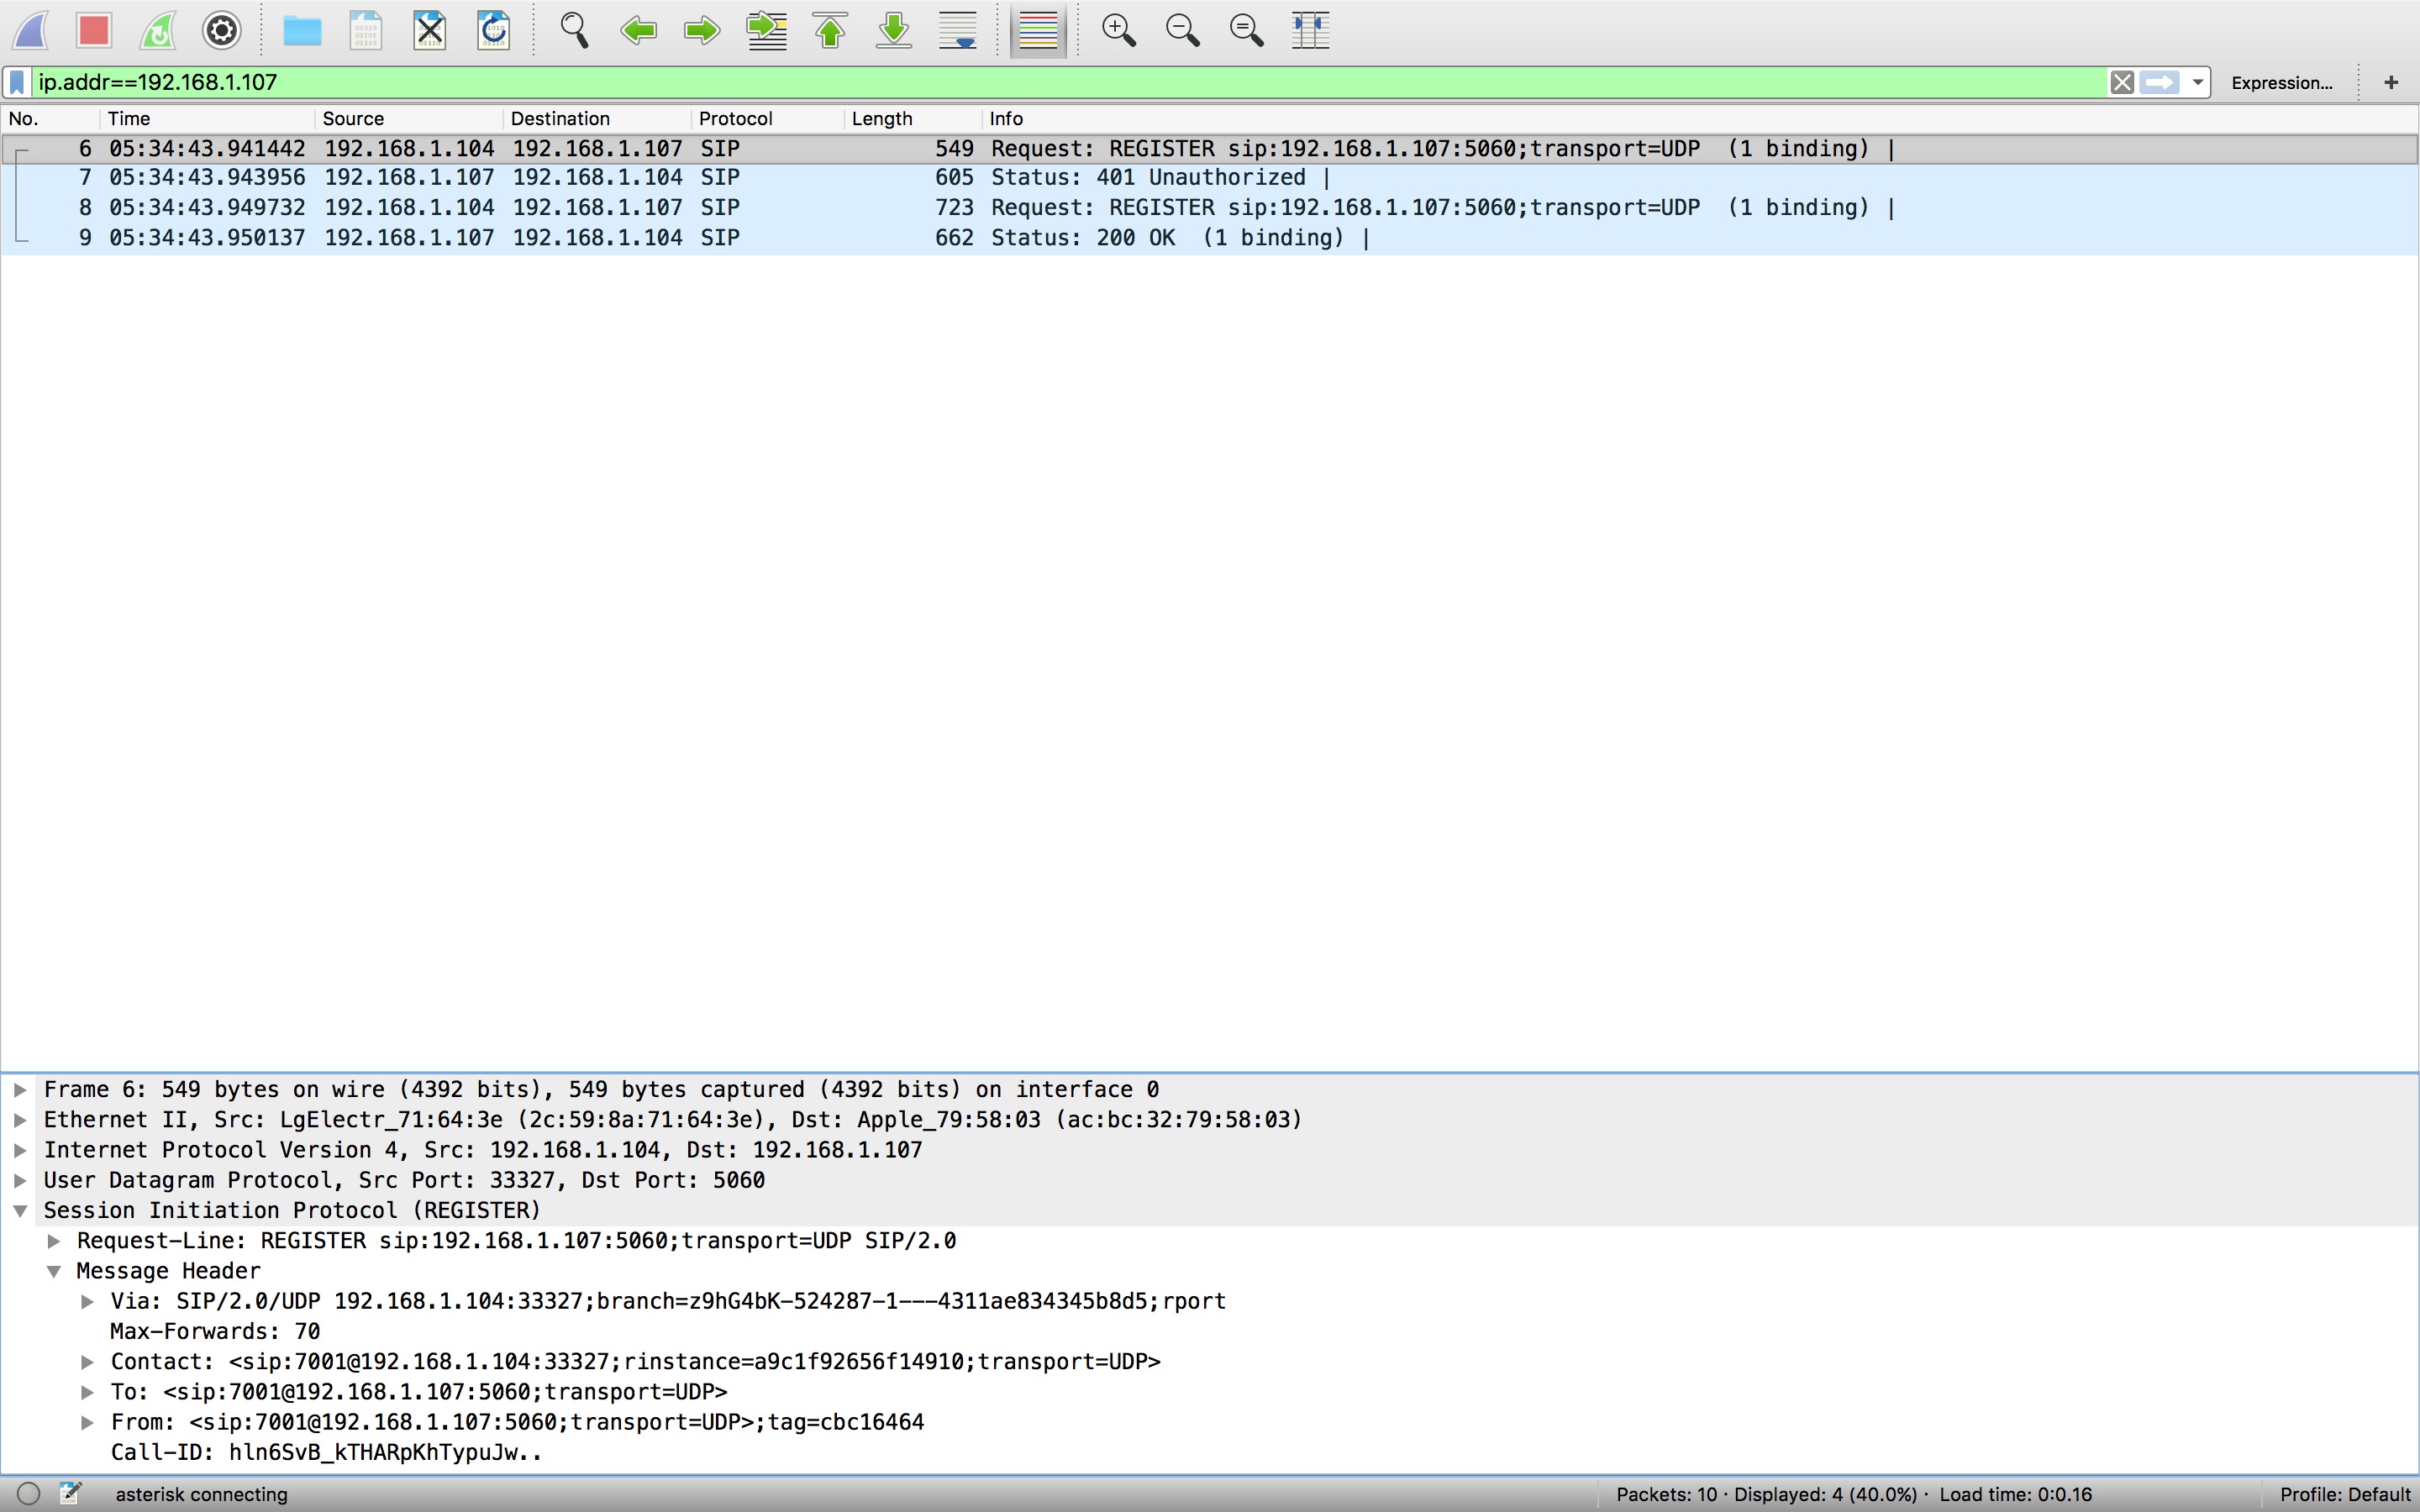 ip.addr==192.168.1.107 Expression... +
No. Time Source Destination Protocol Length Info
6 05:34:43.941442 192.168.1.104 192.168.1.107 SIP 549 Request: REGISTER sip:192.168.1.107:5060;transport=UDP (1 binding) |
7 05:34:43.943956 192.168.1.107 192.168.1.104 SIP 605 Status: 401 Unauthorized |
8 05:34:43.949732 192.168.1.104 192.168.1.107 SIP 723 Request: REGISTER sip:192.168.1.107:5060;transport=UDP (1 binding) |
9 05:34:43.950137 192.168.1.107 192.168.1.104 SIP 662 Status: 200 OK (1 binding) |
Frame 6: 549 bytes on wire (4392 bits), 549 bytes captured (4392 bits) on interface 0
Ethernet II, Src: LgElectr_71:64:3e (2c:59:8a:71:64:3e), Dst: Apple_79:58:03 (ac:bc:32:79:58:03)
Internet Protocol Version 4, Src: 192.168.1.104, Dst: 192.168.1.107
User Datagram Protocol, Src Port: 33327, Dst Port: 5060
Session Initiation Protocol (REGISTER)
Request-Line: REGISTER sip:192.168.1.107:5060;transport=UDP SIP/2.0
Message Header
Via: SIP/2.0/UDP 192.168.1.104:33327;branch=z9hG4bK-524287-1---4311ae834345b8d5;rport
Max-Forwards: 70
Contact: <sip:7001@192.168.1.104:33327;rinstance=a9c1f92656f14910;transport=UDP>
To: <sip:7001@192.168.1.107:5060;transport=UDP>
From: <sip:7001@192.168.1.107:5060;transport=UDP>;tag=cbc16464
Call-ID: hln6SvB_kTHARpKhTypuJw..
asterisk connecting Packets: 10 · Displayed: 4 (40.0%) · Load time: 0:0.16 Profile: Default